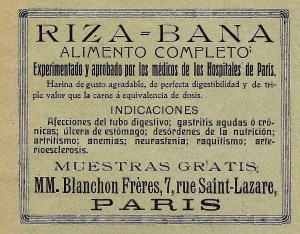 RIZA=BANA
ALIMENTO COMPLETO:
Experimentado y aprobado por los médicos de los Hospitales de Paris.
Harina de gusto agradable, de perfecta digestibilidad y de tri-
ple valor que la carne á equivalencia de dosis.
INDICACIONES
Afecciones del tubo digestivo; gastritis agudas ó cró-
nicas; úlcera de estómago; desórdenes de la nutrición;
artritismo; anemias; neurastenia; raquitismo; arte-
rioesclerosis.
MUESTRAS GRATIS;
MM. Blanchon Frères, 7, rue Saint-Lazare,
PARIS